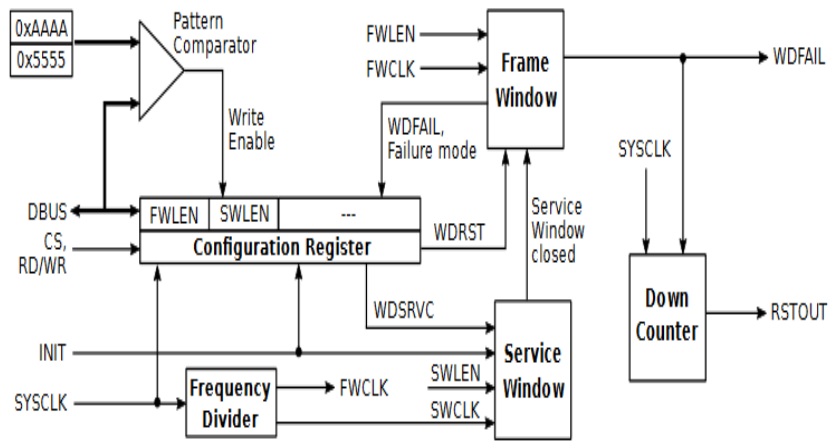 0xAAAA
0x5555
Pattern
Comparator
Write
Enable
FWLEN
FWCLK
Frame
Window
WDFAIL
WDFAIL,
Failure mode
SYSCLK
DBUS
CS,
RD/WR
FWLEN
SWLEN
---
Configuration Register
WDRST
Service
Window
closed
Down
Counter
RSTOUT
WDSRVC
INIT
SYSCLK
Frequency
Divider
FWCLK
SWLEN
SWCLK
Service
Window